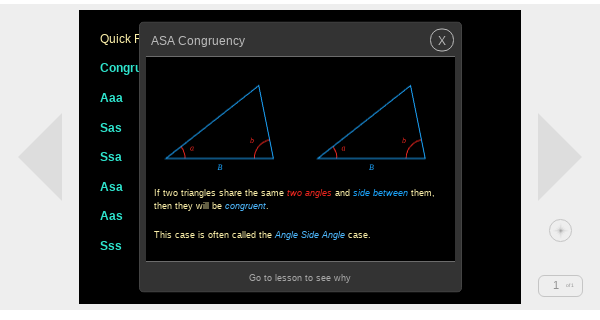 Quick F
ASA Congruency
X
Congru
Aaa
Sas
Ssa
Asa
Aas
Sss
a
b
B
a
b
B
If two triangles share the same two angles and side between them,
then they will be congruent.
This case is often called the Angle Side Angle case.
Go to lesson to see why
1 of 1